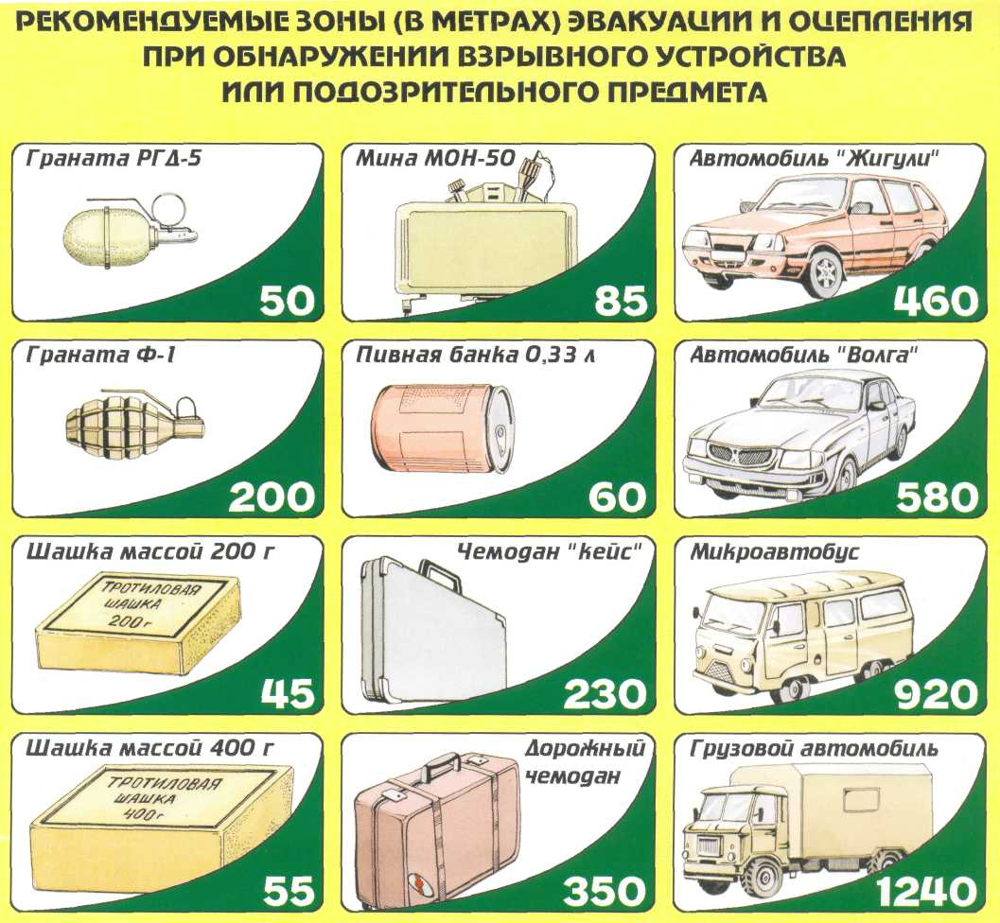 РЕКОМЕНДУЕМЫЕ ЗОНЫ (В МЕТРАХ) ЭВАКУАЦИИ И ОЦЕПЛЕНИЯ
ПРИ ОБНАРУЖЕНИИ ВЗРЫВНОГО УСТРОЙСТВА
ИЛИ ПОДОЗРИТЕЛЬНОГО ПРЕДМЕТА
Граната РГД-5
50
Мина МОН-50
85
Автомобиль "Жигули"
460
Граната Ф-1
200
Пивная банка 0,33 л
60
Автомобиль "Волга"
580
Шашка массой 200 г
ТРОТИЛОВАЯ
ШАШКА
200г
45
Чемодан "кейс"
230
Микроавтобус
920
Шашка массой 400 г
ТРОТИЛОВАЯ
ШАШКА
400г
55
Дорожный
чемодан
350
Грузовой автомобиль
1240